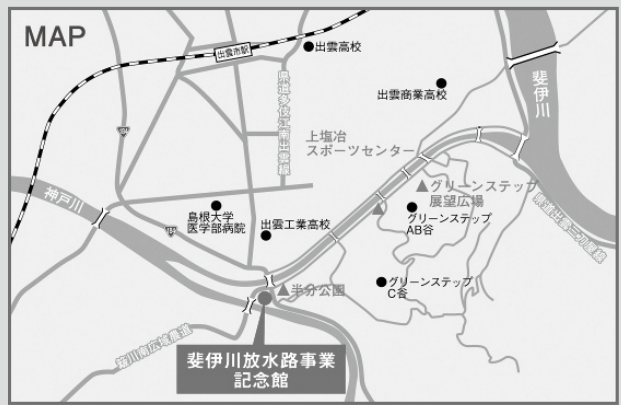 MAP
出雲市駅
出雲高校
県道多伎江南出雲線
出雲商業高校
斐伊川
上塩冶
スポーツセンター
グリーンステップ
展望広場
神戸川
島根大学
医学部病院
出雲工業高校
グリーンステップ
AB谷
グリーンステップ
C谷
半分公園
斐伊川放水路事業
記念館